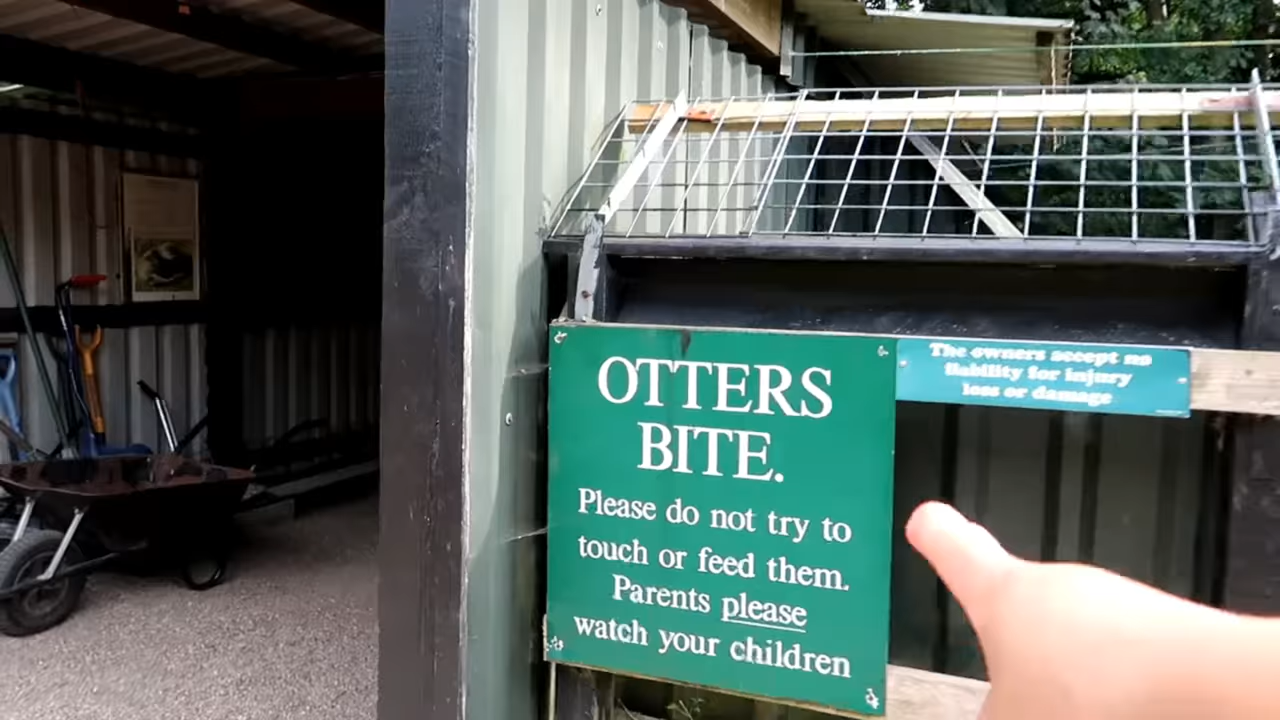 OTTERS
BITE.
Please do not try to
touch or feed them.
Parents please
watch your children
The owners accept no
liability for injury
loss or damage